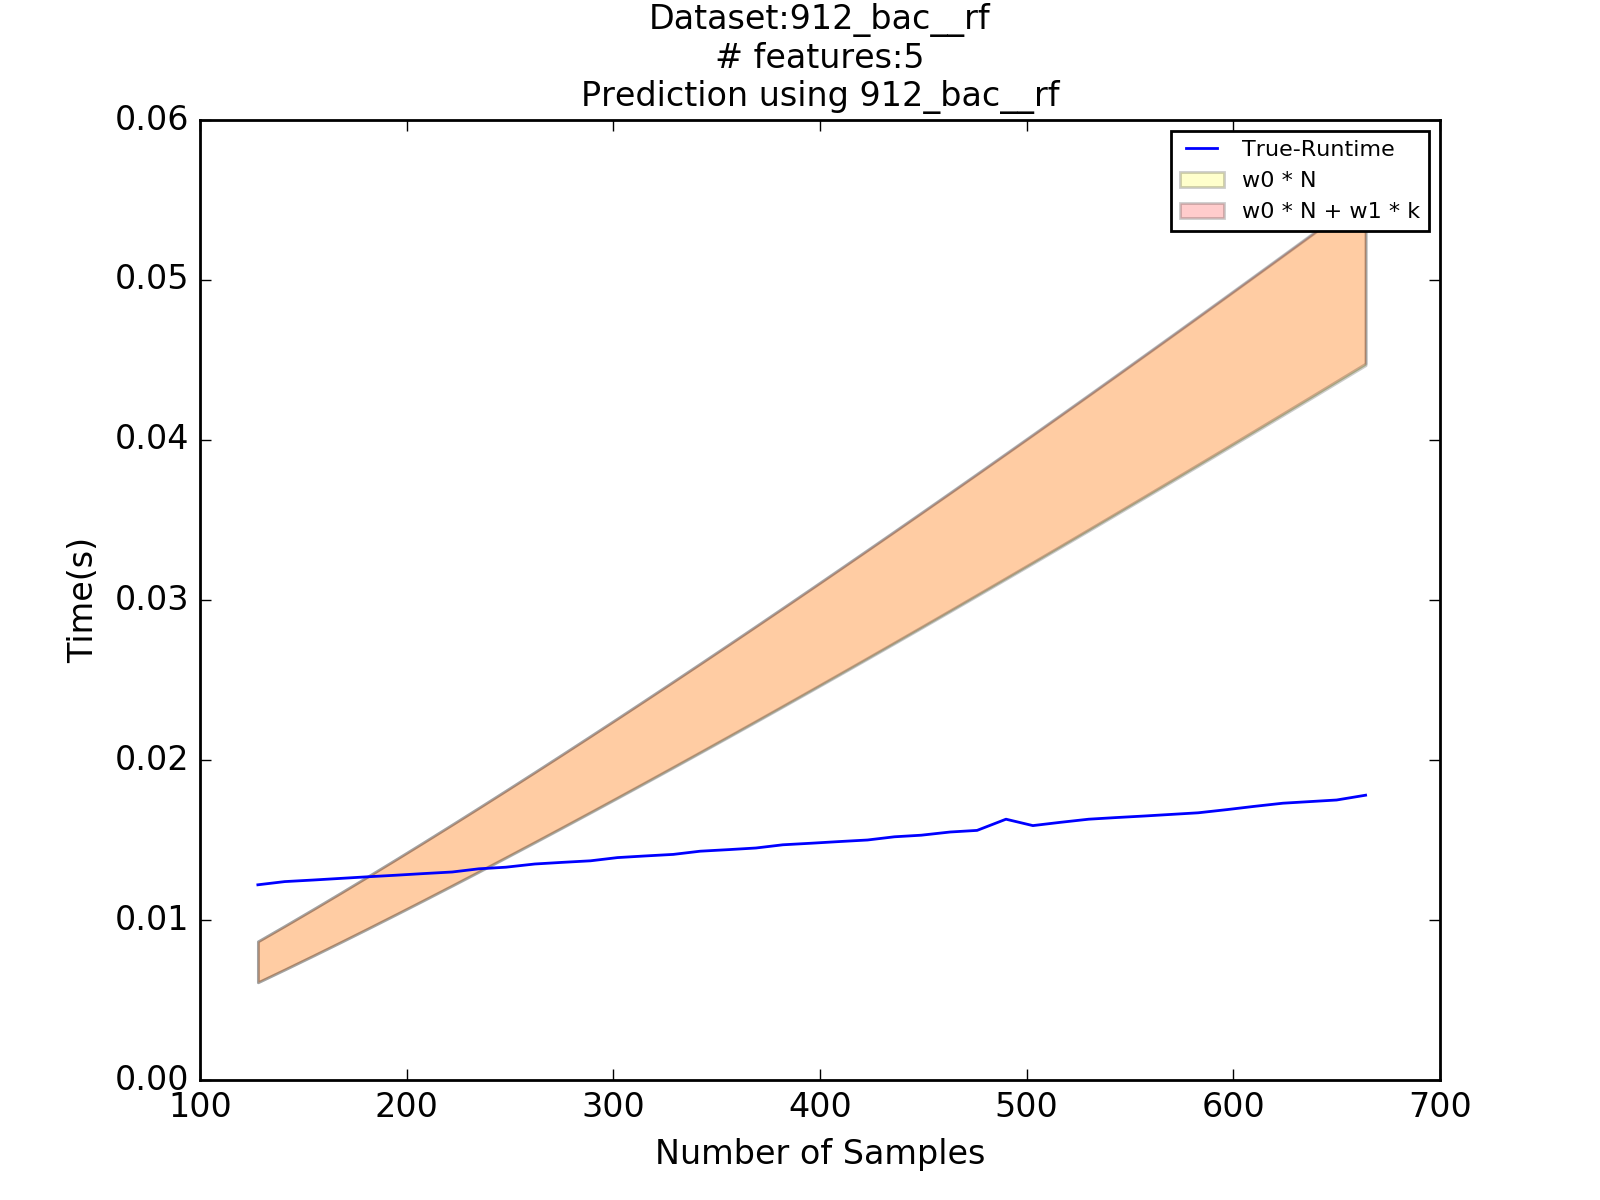 Dataset:912_bac__rf
# features:5
Prediction using 912_bac__rf
True-Runtime
w0 * N
w0 * N + w1 * k
0.06
0.05
0.04
0.03
0.02
0.01
0.00
Time(s)
100 200 300 400 500 600 700
Number of Samples